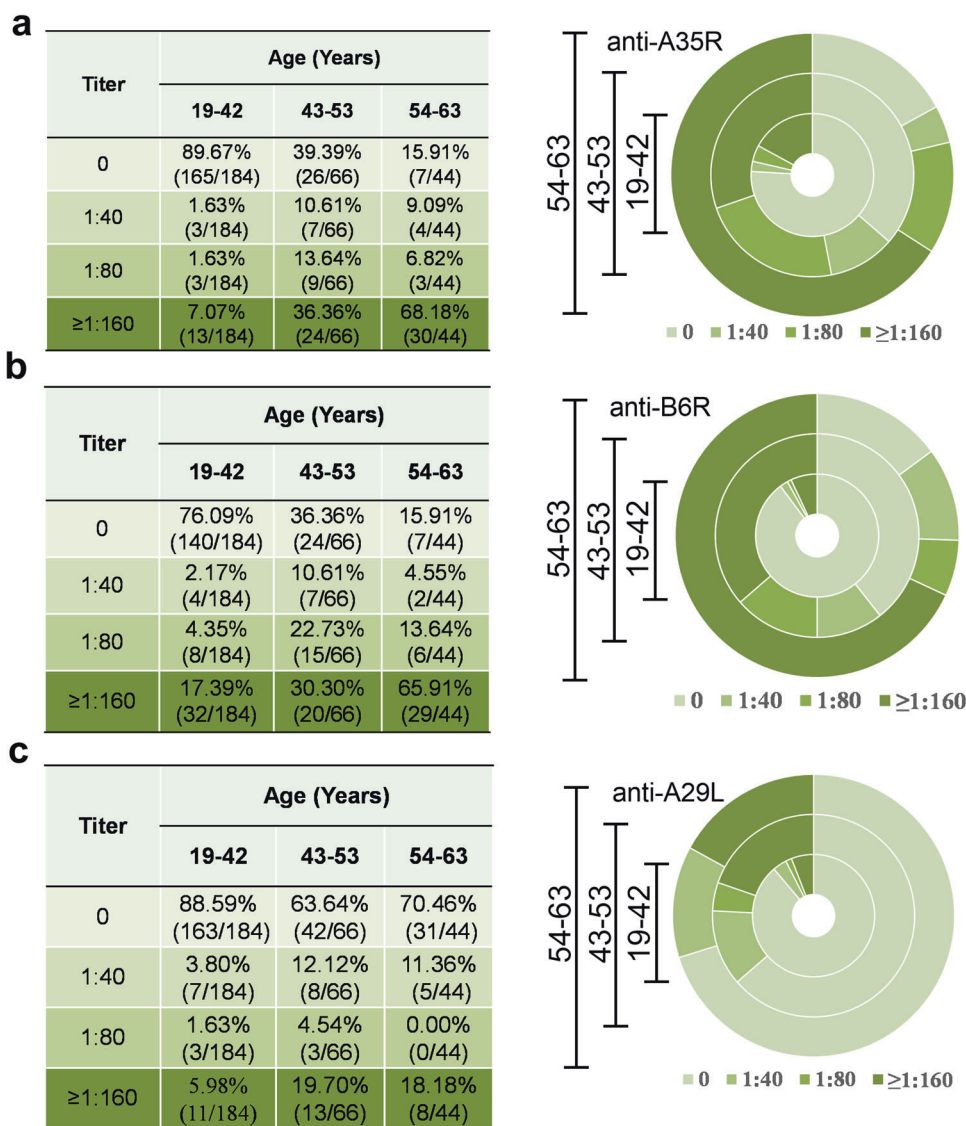 a
Titer
Age (Years)
19-42 43-53 54-63
0
89.67% 39.39% 15.91%
(165/184) (26/66) (7/44)
1:40
1.63% 10.61% 9.09%
(3/184) (7/66) (4/44)
1:80
1.63% 13.64% 6.82%
(3/184) (9/66) (3/44)
≥1:160
7.07% 36.36% 68.18%
(13/184) (24/66) (30/44)
anti-A35R
54-63
43-53
19-42
0 1:40 1:80 ≥1:160
b
Titer
Age (Years)
19-42 43-53 54-63
0
76.09% 36.36% 15.91%
(140/184) (24/66) (7/44)
1:40
2.17% 10.61% 4.55%
(4/184) (7/66) (2/44)
1:80
4.35% 22.73% 13.64%
(8/184) (15/66) (6/44)
≥1:160
17.39% 30.30% 65.91%
(32/184) (20/66) (29/44)
anti-B6R
54-63
43-53
19-42
0 1:40 1:80 ≥1:160
c
Titer
Age (Years)
19-42 43-53 54-63
0
88.59% 63.64% 70.46%
(163/184) (42/66) (31/44)
1:40
3.80% 12.12% 11.36%
(7/184) (8/66) (5/44)
1:80
1.63% 4.54% 0.00%
(3/184) (3/66) (0/44)
≥1:160
5.98% 19.70% 18.18%
(11/184) (13/66) (8/44)
anti-A29L
54-63
43-53
19-42
0 1:40 1:80 ≥1:160